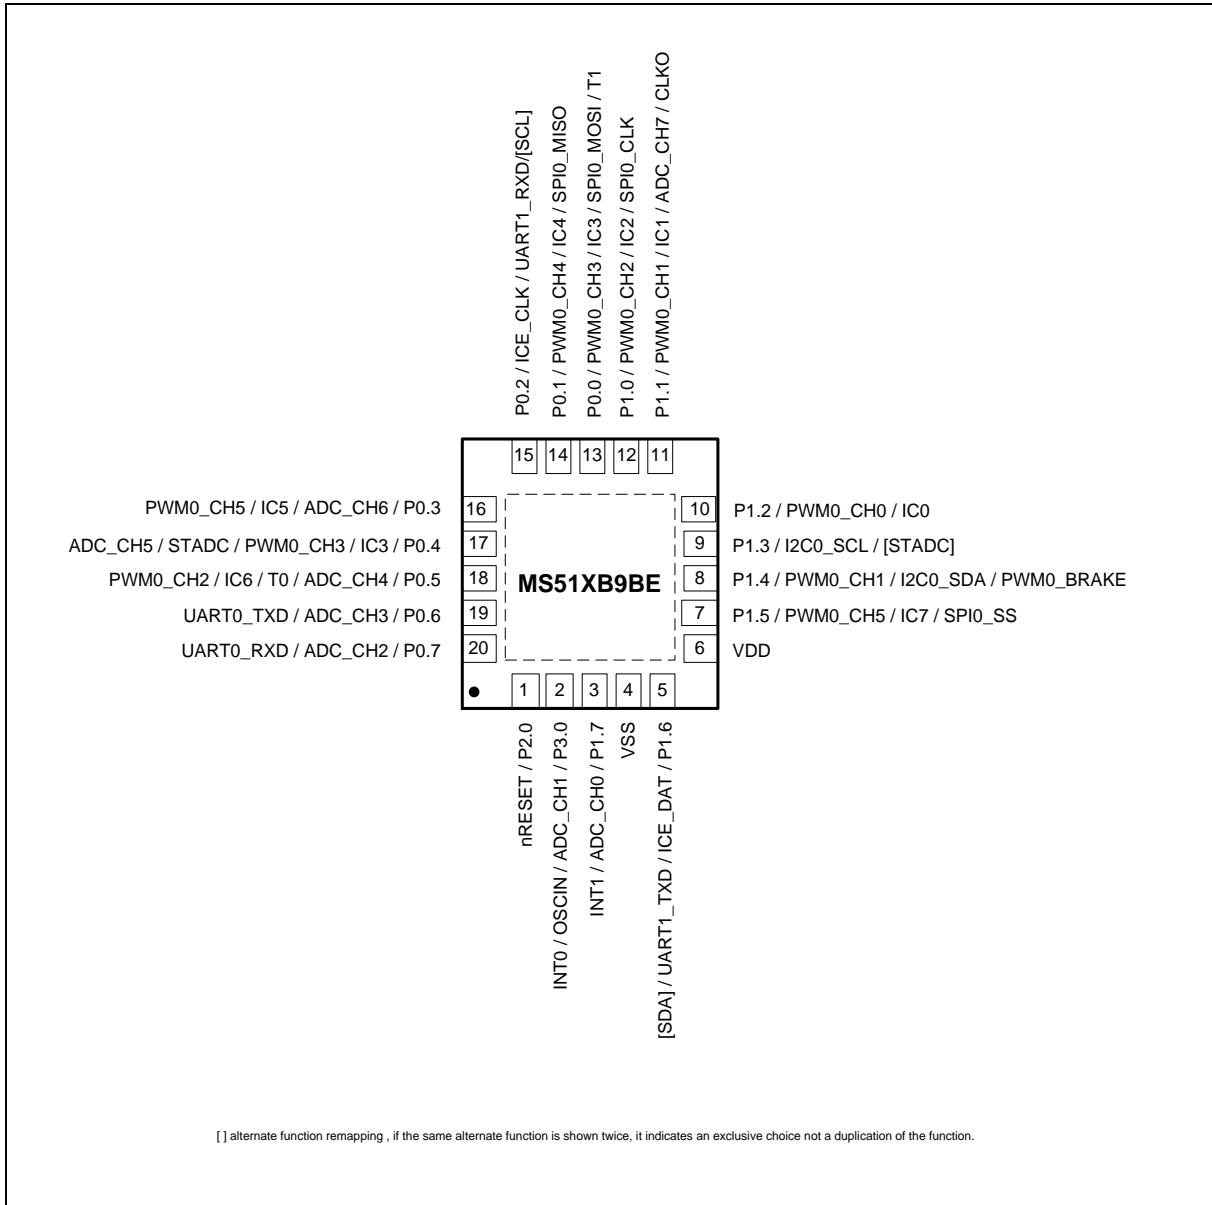 P0.2 / ICE_CLK / UART1_RXD/[SCL]
P0.1 / PWM0_CH4 / IC4 / SPI0_MISO
P0.0 / PWM0_CH3 / IC3 / SPI0_MOSI / T1
P1.0 / PWM0_CH2 / IC2 / SPI0_CLK
P1.1 / PWM0_CH1 / IC1 / ADC_CH7 / CLKO
15 14 13 12 11
PWM0_CH5 / IC5 / ADC_CH6 / P0.3 16
10 P1.2 / PWM0_CH0 / IC0
ADC_CH5 / STADC / PWM0_CH3 / IC3 / P0.4 17
9 P1.3 / I2C0_SCL / [STADC]
PWM0_CH2 / IC6 / T0 / ADC_CH4 / P0.5 18
MS51XB9BE
8 P1.4 / PWM0_CH1 / I2C0_SDA / PWM0_BRAKE
UART0_TXD / ADC_CH3 / P0.6 19
7 P1.5 / PWM0_CH5 / IC7 / SPI0_SS
UART0_RXD / ADC_CH2 / P0.7 20
6 VDD
1 2 3 4 5
nRESET / P2.0
INT0 / OSCIN / ADC_CH1 / P3.0
INT1 / ADC_CH0 / P1.7
VSS
[SDA] / UART1_TXD / ICE_DAT / P1.6
[ ] alternate function remapping , if the same alternate function is shown twice, it indicates an exclusive choice not a duplication of the function.